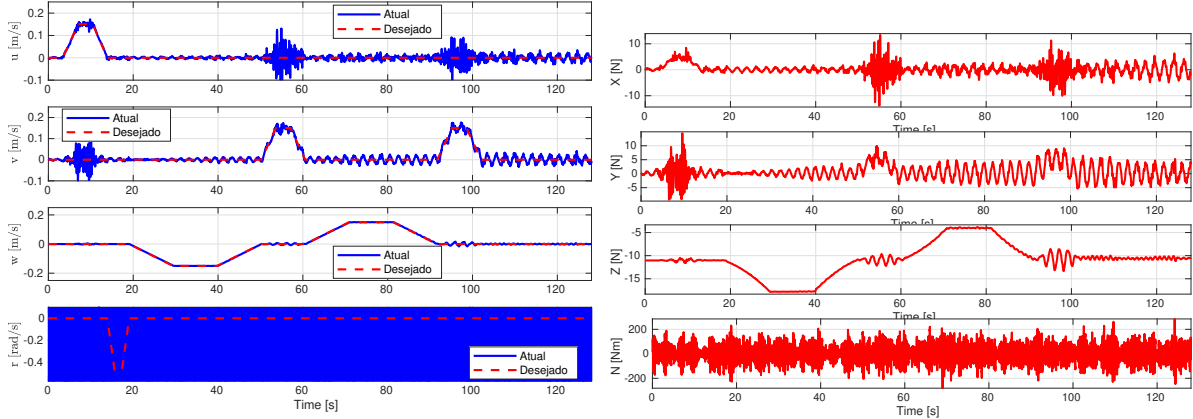 0.2
0.1
0
-0.1
u [m/s]
Atual
Desejado
0 20 40 60 80 100 120
0.2
0.1
0
-0.1
v [m/s]
Atual
Desejado
0 20 40 60 80 100 120
0.2
0
-0.2
w [m/s]
Atual
Desejado
0 20 40 60 80 100 120
0
-0.2
-0.4
r [rad/s]
Atual
Desejado
0 20 40 60 80 100 120
Time [s]
10
0
-10
X [N]
0 20 40 60 80 100 120
Time [s]
10
5
0
-5
Y [N]
0 20 40 60 80 100 120
Time [s]
-5
-10
-15
Z [N]
0 20 40 60 80 100 120
Time [s]
200
0
-200
N [Nm]
0 20 40 60 80 100 120
Time [s]